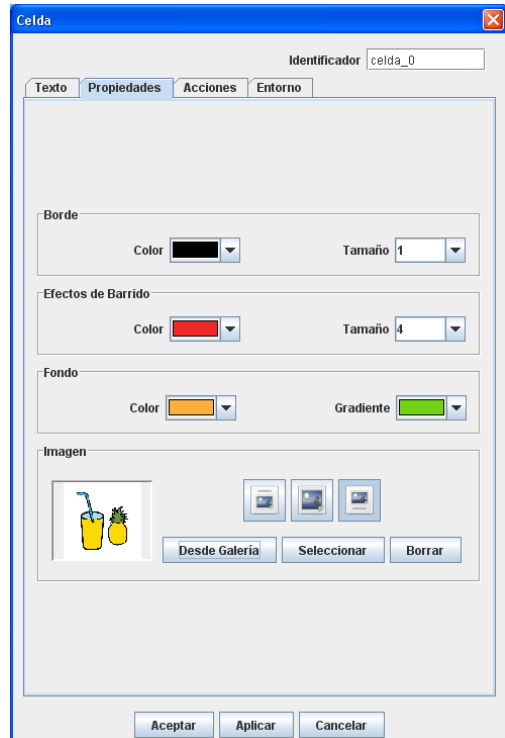 Celda
Identificador celda_0
Texto Propiedades Acciones Entorno
Borde
Color Tamaño 1
Efectos de Barrido
Color Tamaño 4
Fondo
Color Gradiente
Imagen
Desde Galería Seleccionar Borrar
Aceptar Aplicar Cancelar